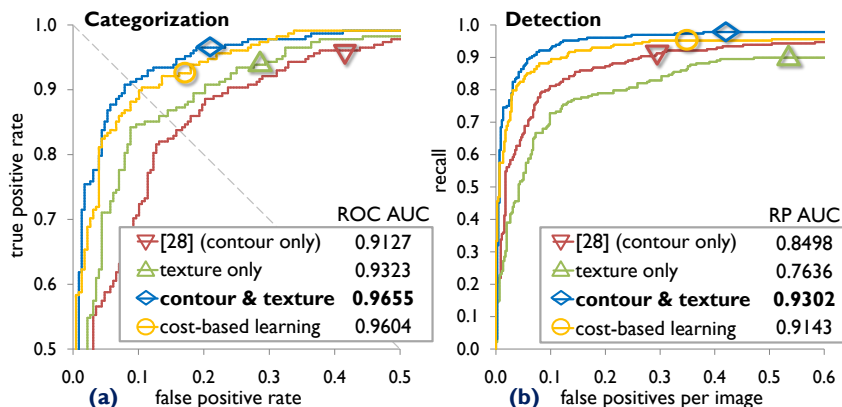 Categorization
true positive rate
1.0
0.9
0.8
0.7
0.6
0.5
ROC AUC
[28] (contour only) 0.9127
texture only 0.9323
contour & texture 0.9655
cost-based learning 0.9604
0.0 0.1 0.2 0.3 0.4 0.5
(a) false positive rate
Detection
recall
1.0
0.9
0.8
0.7
0.6
0.5
0.4
0.3
0.2
0.1
0.0
RP AUC
[28] (contour only) 0.8498
texture only 0.7636
contour & texture 0.9302
cost-based learning 0.9143
0.0 0.1 0.2 0.3 0.4 0.5 0.6
(b) false positives per image